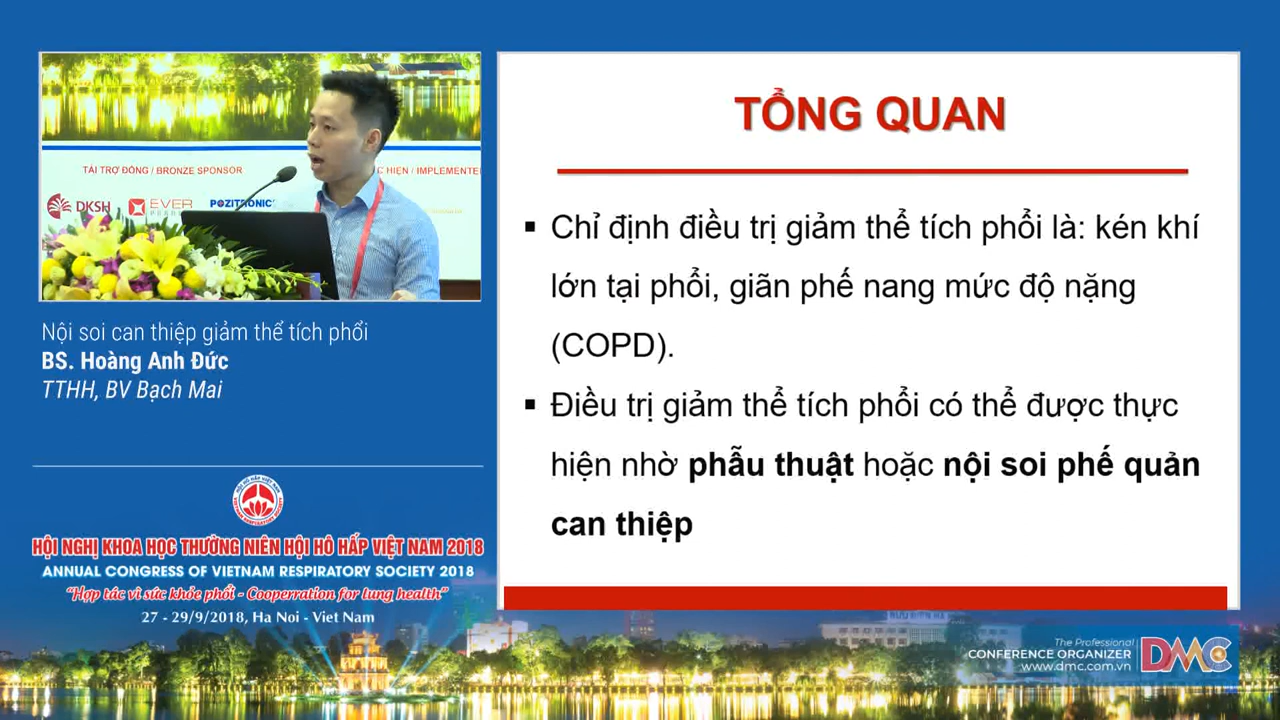 TÀI TRỢ ĐỒNG / BRONZE SPONSOR
DKSH
EVER
POZITRONIC
HIỆN / IMPLEMENTE
Nội soi can thiệp giảm thể tích phổi
BS. Hoàng Anh Đức
TTHH, BV Bạch Mai
HỘI NGHỊ KHOA HỌC THƯỜNG NIÊN HỘI HÔ HẤP VIỆT NAM 2018
ANNUAL CONGRESS OF VIETNAM RESPIRATORY SOCIETY 2018
“Hợp tác vì sức khỏe phổi - Cooperration for lung health”
27 - 29/9/2018, Ha Noi - Viet Nam
TỔNG QUAN
▪ Chỉ định điều trị giảm thể tích phổi là: kén khí
lớn tại phổi, giãn phế nang mức độ nặng
(COPD).
▪ Điều trị giảm thể tích phổi có thể được thực
hiện nhờ phẫu thuật hoặc nội soi phế quản
can thiệp
The Professional
CONFERENCE ORGANIZER
www.dmc.com.vn
DMC